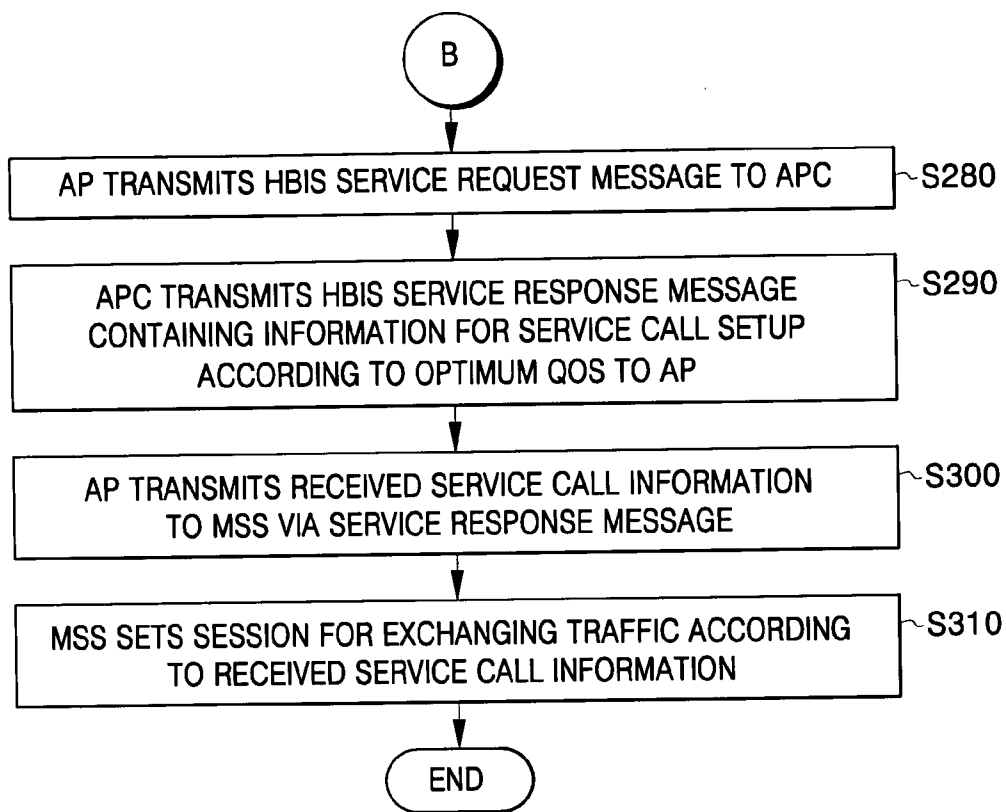 B
AP TRANSMITS HBIS SERVICE REQUEST MESSAGE TO APC
S280
APC TRANSMITS HBIS SERVICE RESPONSE MESSAGE
CONTAINING INFORMATION FOR SERVICE CALL SETUP
ACCORDING TO OPTIMUM QOS TO AP
S290
AP TRANSMITS RECEIVED SERVICE CALL INFORMATION
TO MSS VIA SERVICE RESPONSE MESSAGE
S300
MSS SETS SESSION FOR EXCHANGING TRAFFIC ACCORDING
TO RECEIVED SERVICE CALL INFORMATION
S310
END